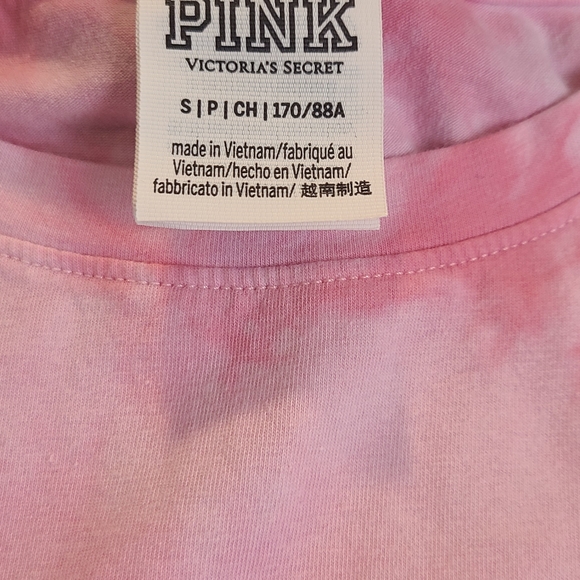 PINK
VICTORIA'S SECRET
S | P | CH | 170/88A
made in Vietnam/fabriqué au
Vietnam/hecho en Vietnam/
fabbricato in Vietnam/ 越南制造